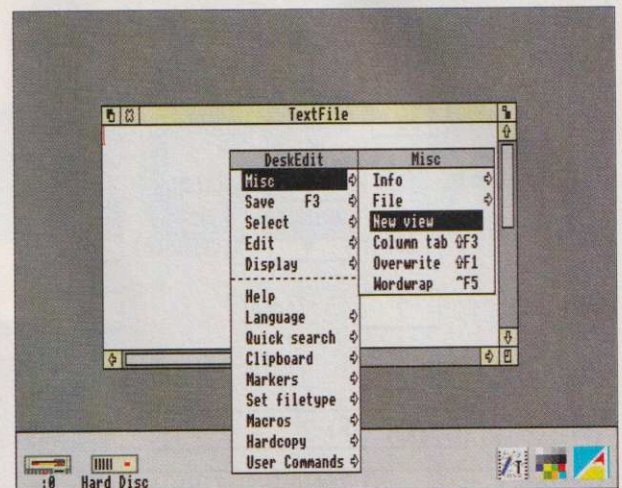 TextFile
DeskEdit
Misc
Save F3
Select
Edit
Display
Help
Language
Quick search
Clipboard
Markers
Set filetype
Macros
Hardcopy
User Commands
Misc
Info
File
New view
Column tab ⇧F3
Overwrite ⇧F1
Wordwrap ^F5
:0
Hard Disc
T